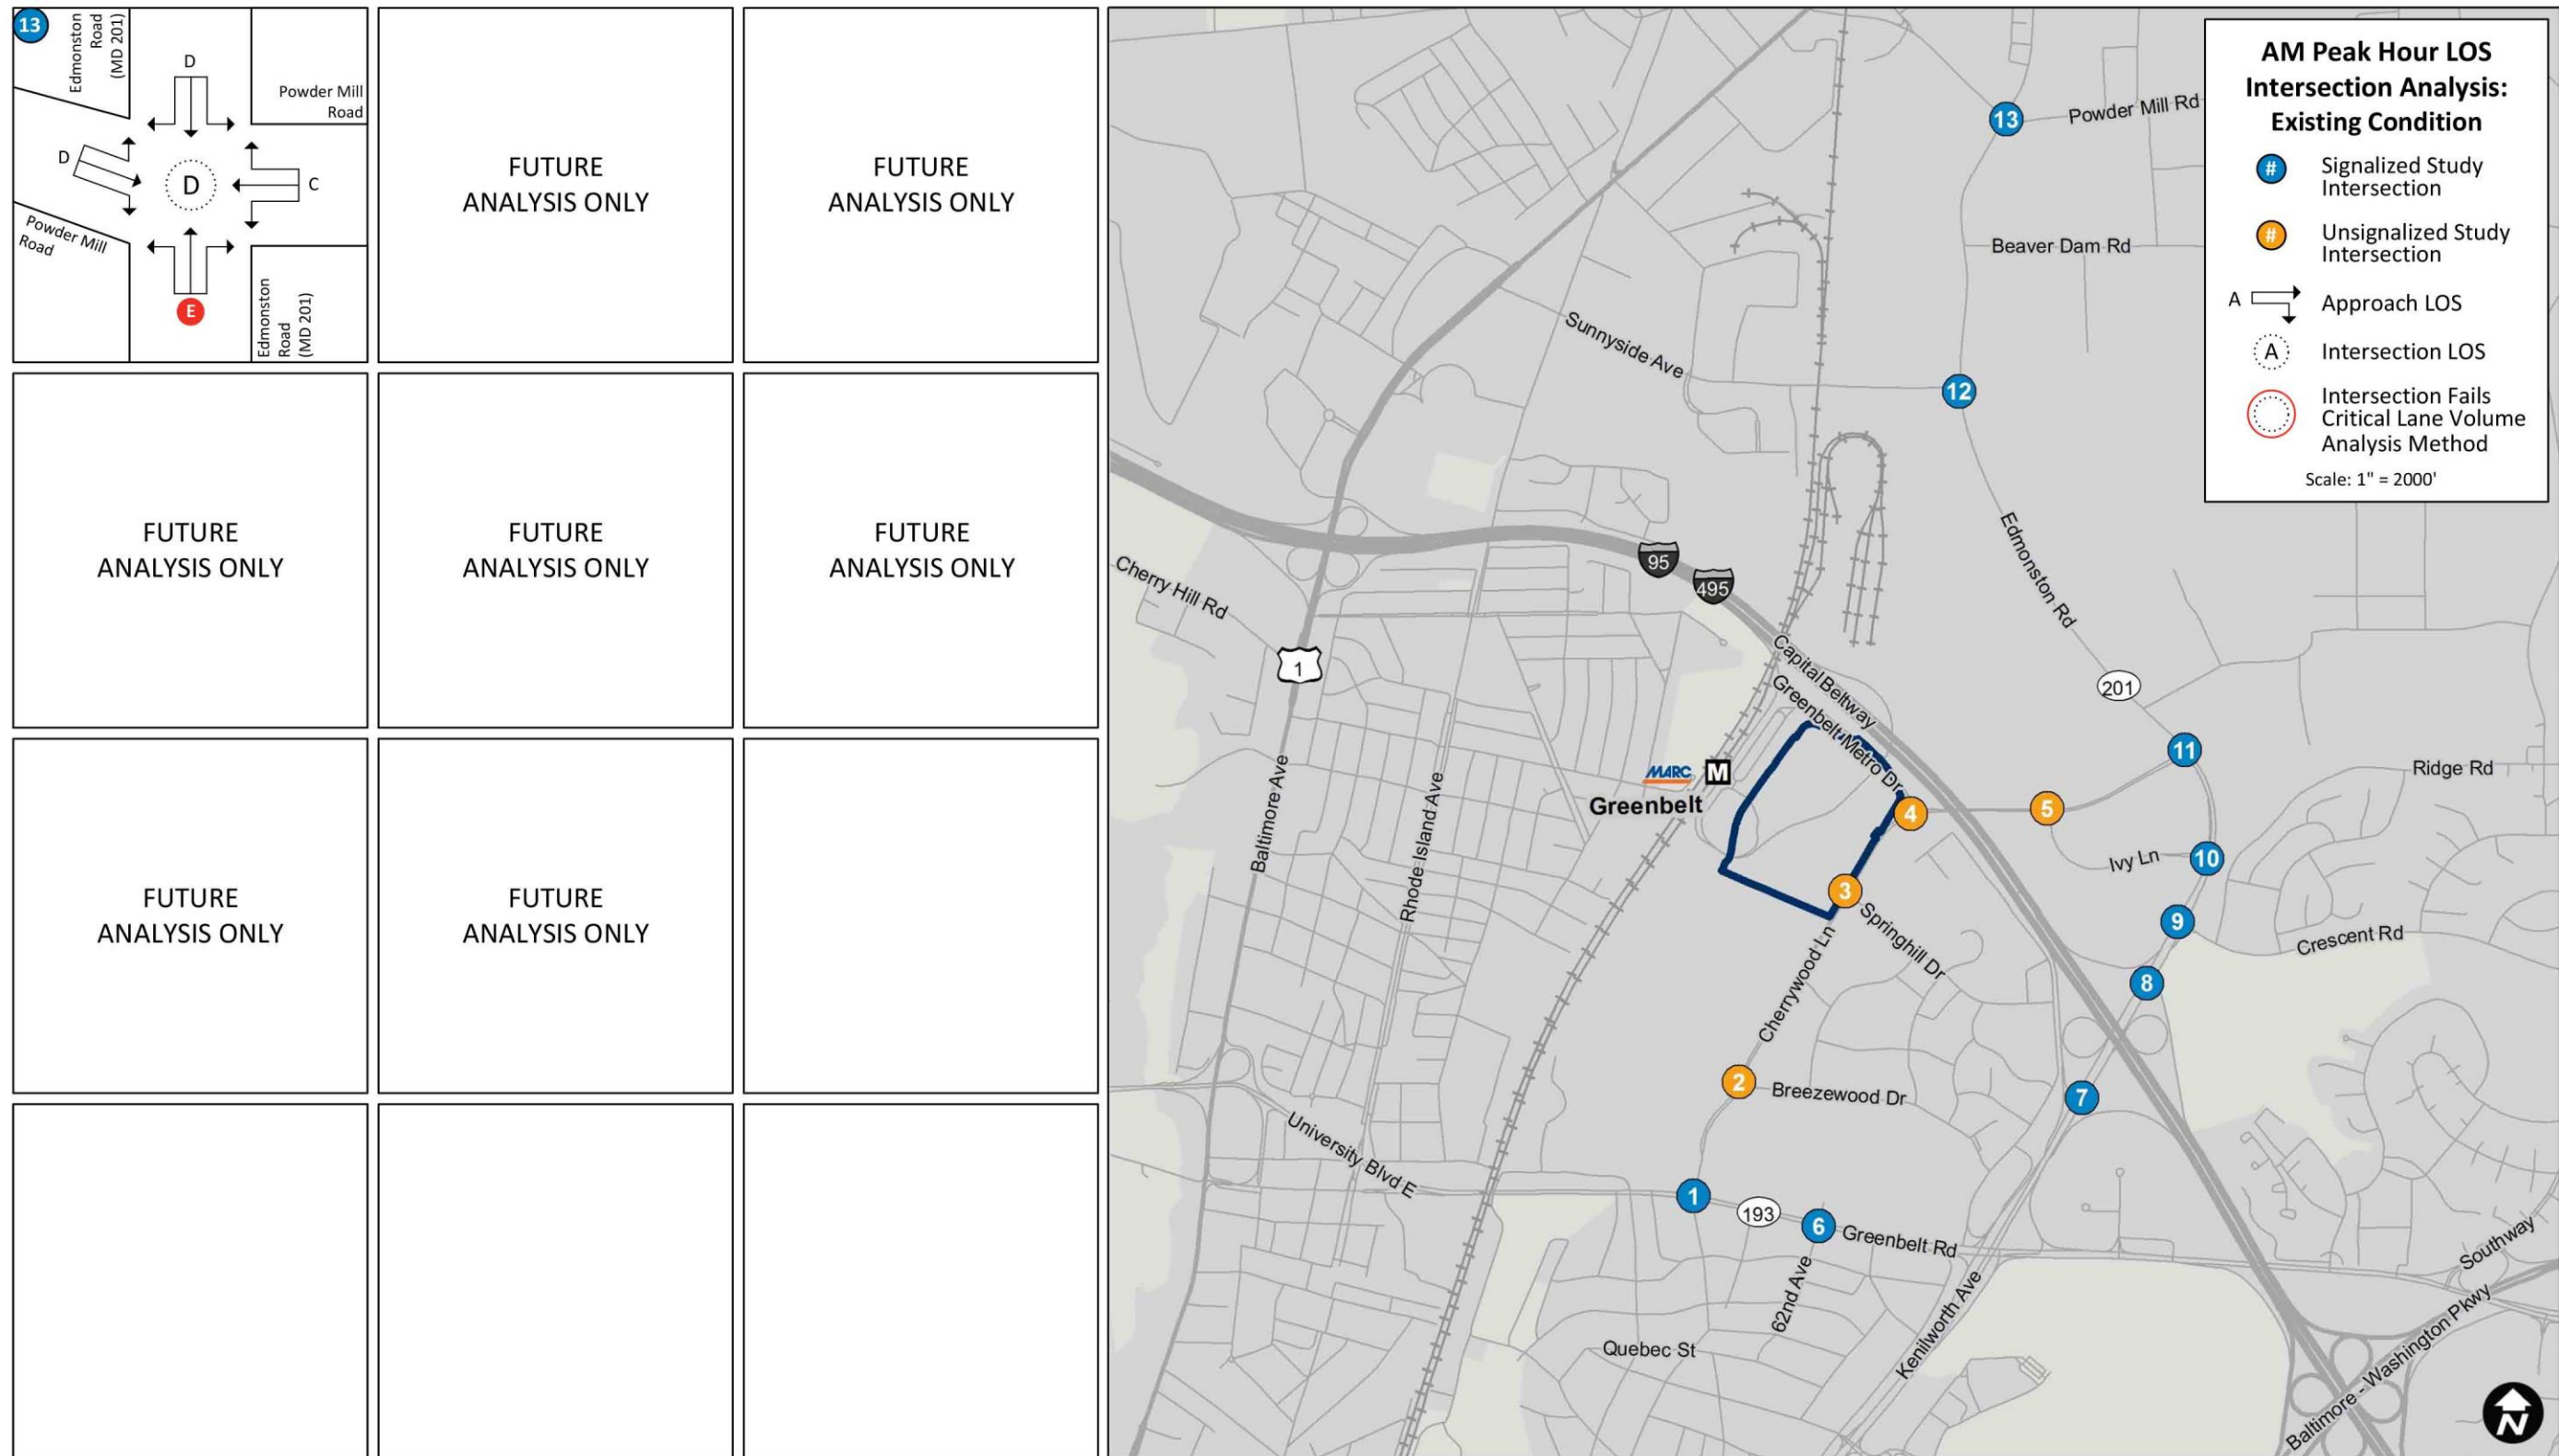 13
Edmonston
Road
(MD 201)
D
Powder Mill
Road
D
D
C
Powder Mill
Road
E
Edmonston
Road
(MD 201)
FUTURE
ANALYSIS ONLY
FUTURE
ANALYSIS ONLY
FUTURE
ANALYSIS ONLY
FUTURE
ANALYSIS ONLY
FUTURE
ANALYSIS ONLY
FUTURE
ANALYSIS ONLY
FUTURE
ANALYSIS ONLY
AM Peak Hour LOS
Intersection Analysis:
Existing Condition
# Signalized Study
Intersection
# Unsignalized Study
Intersection
A Approach LOS
A Intersection LOS
Intersection Fails
Critical Lane Volume
Analysis Method
Scale: 1" = 2000'
13
Powder Mill Rd
Beaver Dam Rd
Sunnyside Ave
12
Edmonston Rd
95
495
Cherry Hill Rd
1
Capital Beltway
Greenbelt Metro Dr
201
11
Ridge Rd
MARC
M
Greenbelt
4
5
Ivy Ln
10
Baltimore Ave
Rhode Island Ave
3
Springhill Dr
9
Crescent Rd
8
Cherrywood Ln
2
Breezewood Dr
7
University Blvd E
1
193
6
Greenbelt Rd
62nd Ave
Kenilworth Ave
Quebec St
Southway
Baltimore - Washington Pkwy
N